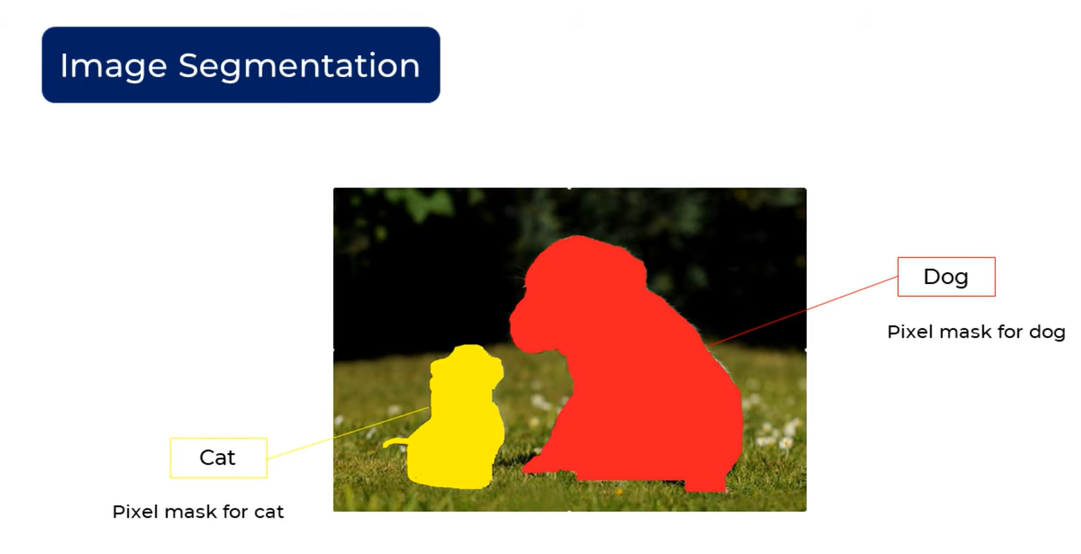 Image Segmentation
Dog
Pixel mask for dog
Cat
Pixel mask for cat